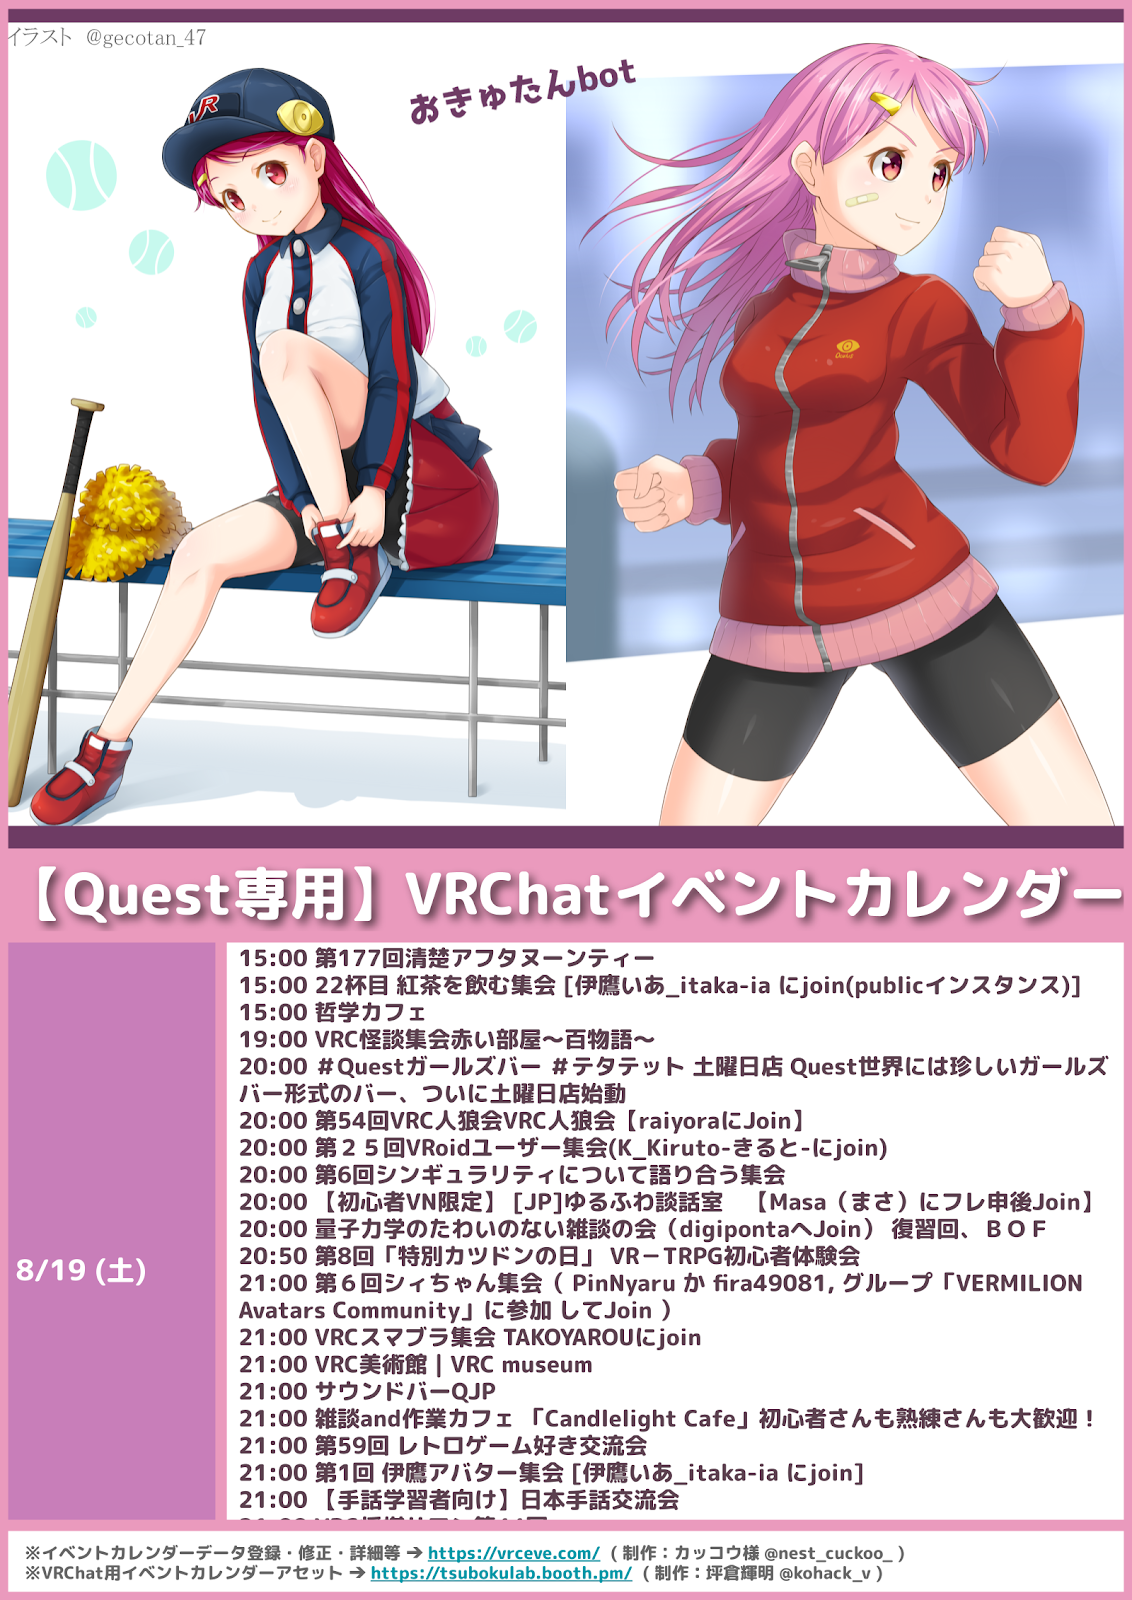 イラスト @gecotan_47
おきゅたんbot
VR
Quest
【Quest専用】VRChatイベントカレンダー
8/19 (土)
15:00 第177回清楚アフタヌーンティー
15:00 22杯目 紅茶を飲む集会 [伊鷹いあ_itaka-ia にjoin(publicインスタンス)]
15:00 哲学カフェ
19:00 VRC怪談集会赤い部屋～百物語～
20:00 ＃Questガールズバー ＃テタテット 土曜日店 Quest世界には珍しいガールズ
バー形式のバー、ついに土曜日店始動
20:00 第54回VRC人狼会VRC人狼会【raiyoraにJoin】
20:00 第２５回VRoidユーザー集会(K_Kiruto-きると-にjoin)
20:00 第6回シンギュラリティについて語り合う集会
20:00 【初心者VN限定】 [JP]ゆるふわ談話室　【Masa（まさ）にフレ申後Join】
20:00 量子力学のたわいのない雑談の会（digipontaへJoin） 復習回、ＢＯＦ
20:50 第8回「特別カツドンの日」 VR－TRPG初心者体験会
21:00 第６回シィちゃん集会（ PinNyaru か fira49081, グループ「VERMILION
Avatars Community」に参加 してJoin ）
21:00 VRCスマブラ集会 TAKOYAROUにjoin
21:00 VRC美術館 | VRC museum
21:00 サウンドバーQJP
21:00 雑談and作業カフェ 「Candlelight Cafe」初心者さんも熟練さんも大歓迎！
21:00 第59回 レトロゲーム好き交流会
21:00 第1回 伊鷹アバター集会 [伊鷹いあ_itaka-ia にjoin]
21:00 【手話学習者向け】日本手話交流会
※イベントカレンダーデータ登録・修正・詳細等 ➔ https://vrceve.com/ ( 制作：カッコウ様 @nest_cuckoo_ )
※VRChat用イベントカレンダーアセット ➔ https://tsubokulab.booth.pm/ ( 制作：坪倉輝明 @kohack_v )